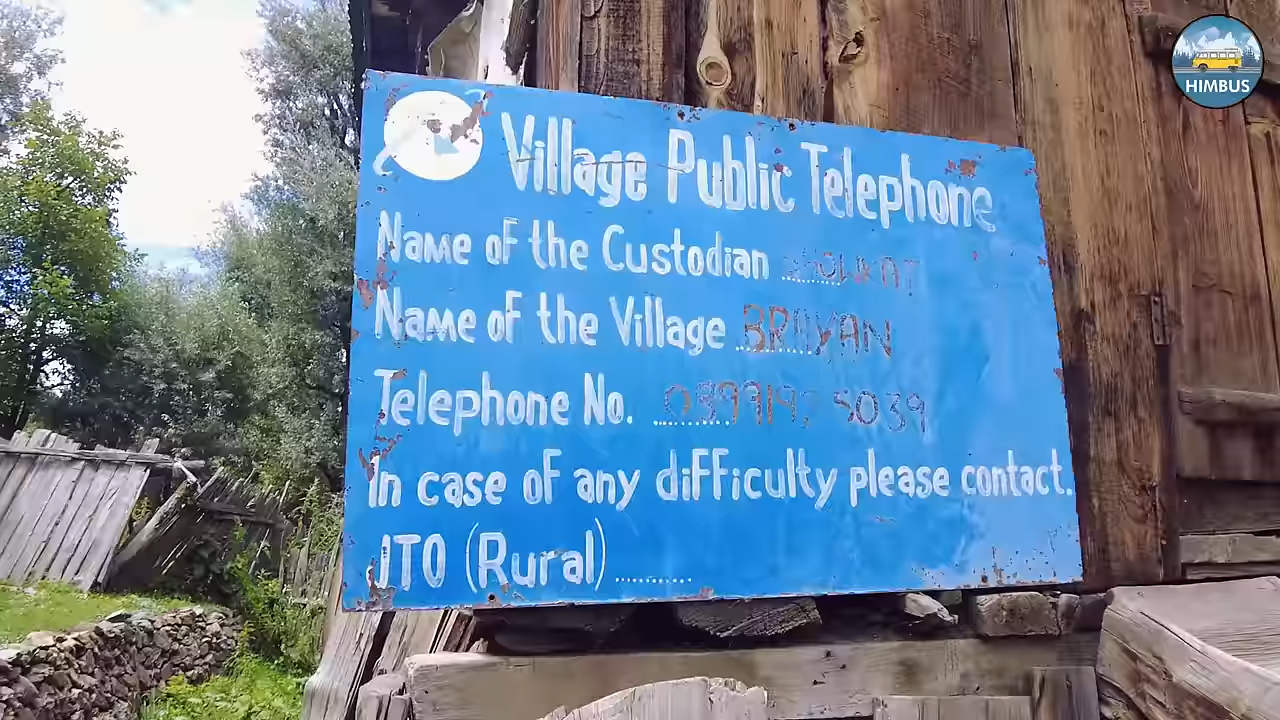 HIMBUS
Village Public Telephone
Name of the Custodian
Name of the Village
Telephone No. 5039
In case of any difficulty please contact.
JTO (Rural)